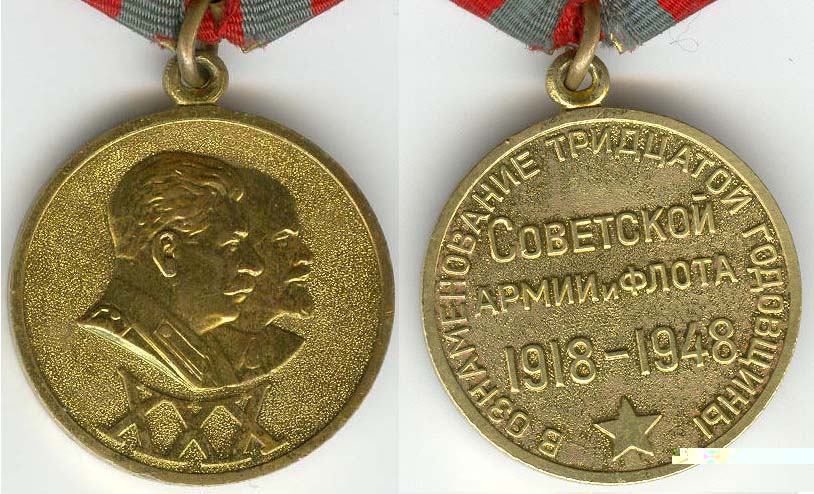 XXX
В ОЗНАМЕНОВАНИЕ ТРИДЦАТОЙ ГОДОВЩИНЫ
СОВЕТСКОЙ
АРМИИ и ФЛОТА
1918-1948